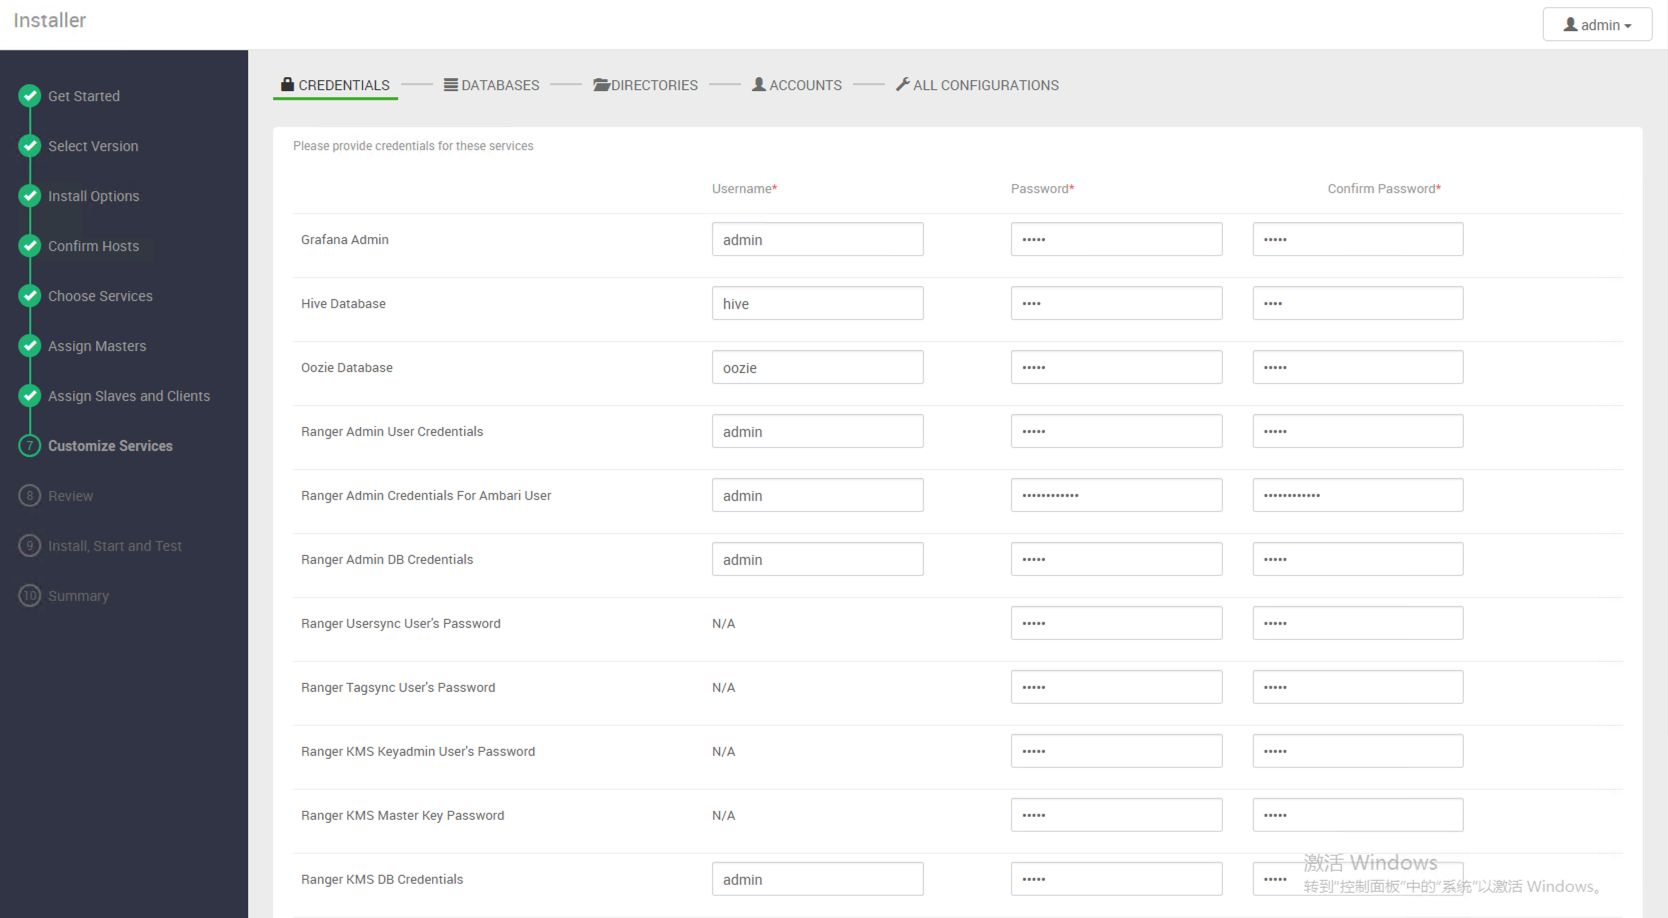 Installer
admin
Get Started
Select Version
Install Options
Confirm Hosts
Choose Services
Assign Masters
Assign Slaves and Clients
7 Customize Services
8 Review
9 Install, Start and Test
10 Summary
CREDENTIALS DATABASES DIRECTORIES ACCOUNTS ALL CONFIGURATIONS
Please provide credentials for these services
Username* Password* Confirm Password*
Grafana Admin admin ••••• •••••
Hive Database hive •••• ••••
Oozie Database oozie ••••• •••••
Ranger Admin User Credentials admin ••••• •••••
Ranger Admin Credentials For Ambari User admin •••••••••••• ••••••••••••
Ranger Admin DB Credentials admin ••••• •••••
Ranger Usersync User's Password N/A ••••• •••••
Ranger Tagsync User's Password N/A ••••• •••••
Ranger KMS Keyadmin User's Password N/A ••••• •••••
Ranger KMS Master Key Password N/A ••••• •••••
Ranger KMS DB Credentials admin ••••• •••••
激活 Windows
转到"控制面板"中的"系统"以激活 Windows。